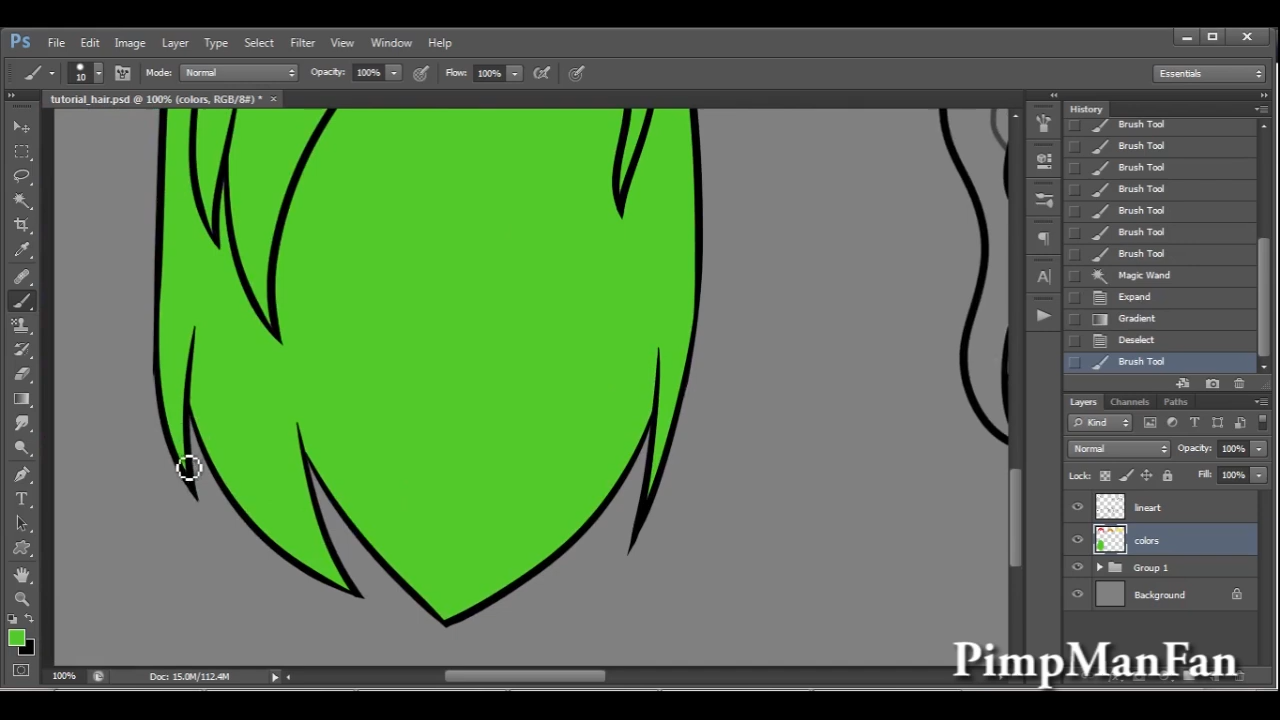 Ps File Edit Image Layer Type Select Filter View Window Help
10 Mode: Normal Opacity: 100% Flow: 100% Essentials
tutorial_hair.psd @ 100% (colors, RGB/8#) *
History
Brush Tool
Brush Tool
Brush Tool
Brush Tool
Brush Tool
Brush Tool
Brush Tool
Magic Wand
Expand
Gradient
Deselect
Brush Tool
Layers Channels Paths
Kind
Normal Opacity: 100%
Lock: Fill: 100%
lineart
colors
Group 1
Background
100% Doc: 15.0M/112.4M
PimpManFan